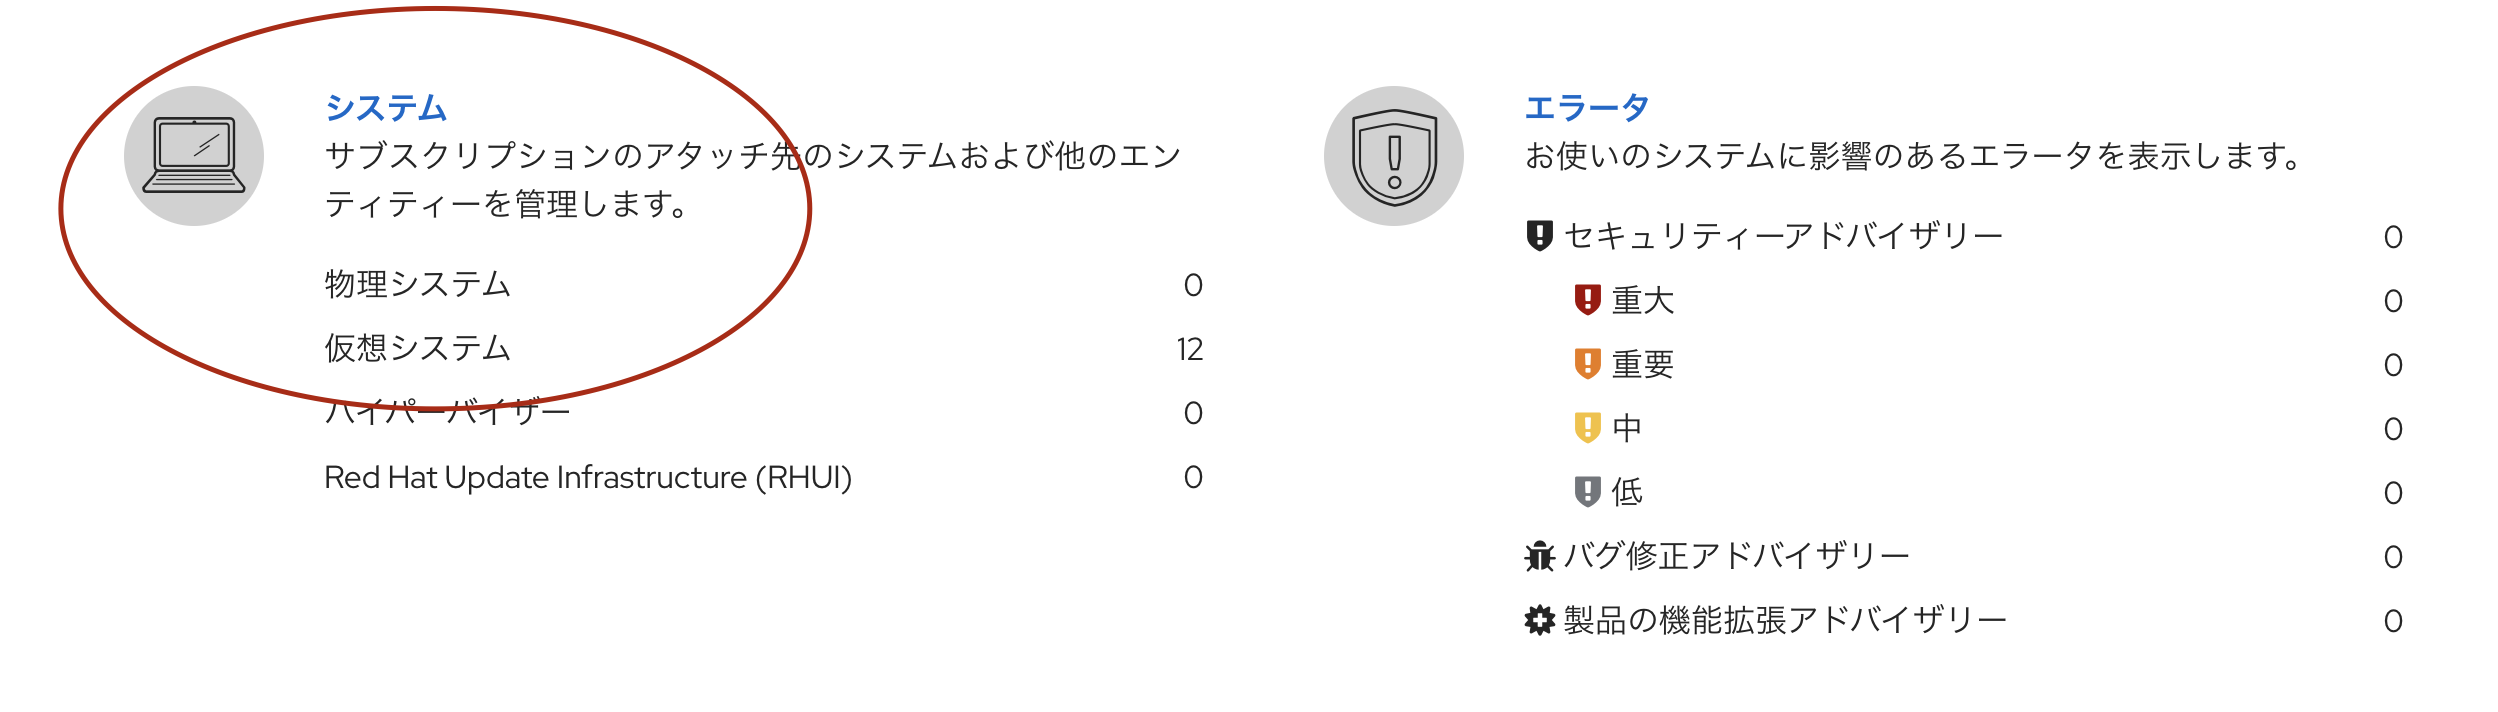 システム
サブスクリプションのアタッチ元のシステムおよび他のエン
ティティーを管理します。
物理システム 0
仮想システム 12
ハイパーバイザー 0
Red Hat Update Infrastructure (RHUI) 0
エラータ
お使いのシステムに影響を与えるエラータを表示します。
セキュリティーアドバイザリー 0
重大 0
重要 0
中 0
低 0
バグ修正アドバイザリー 0
製品の機能拡張アドバイザリー 0